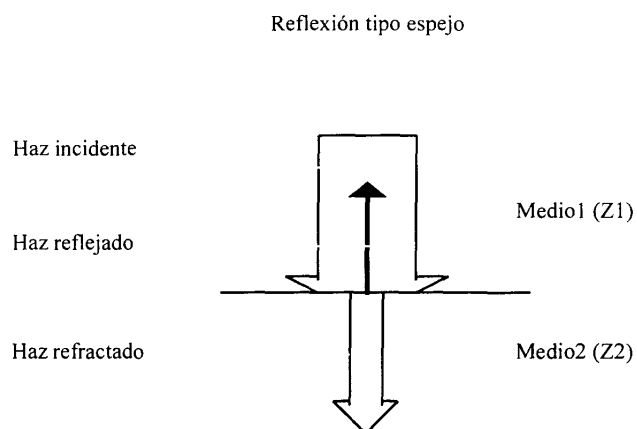 Reflexión tipo espejo
Haz incidente
Medio1 (Z1)
Haz reflejado
Haz refractado
Medio2 (Z2)